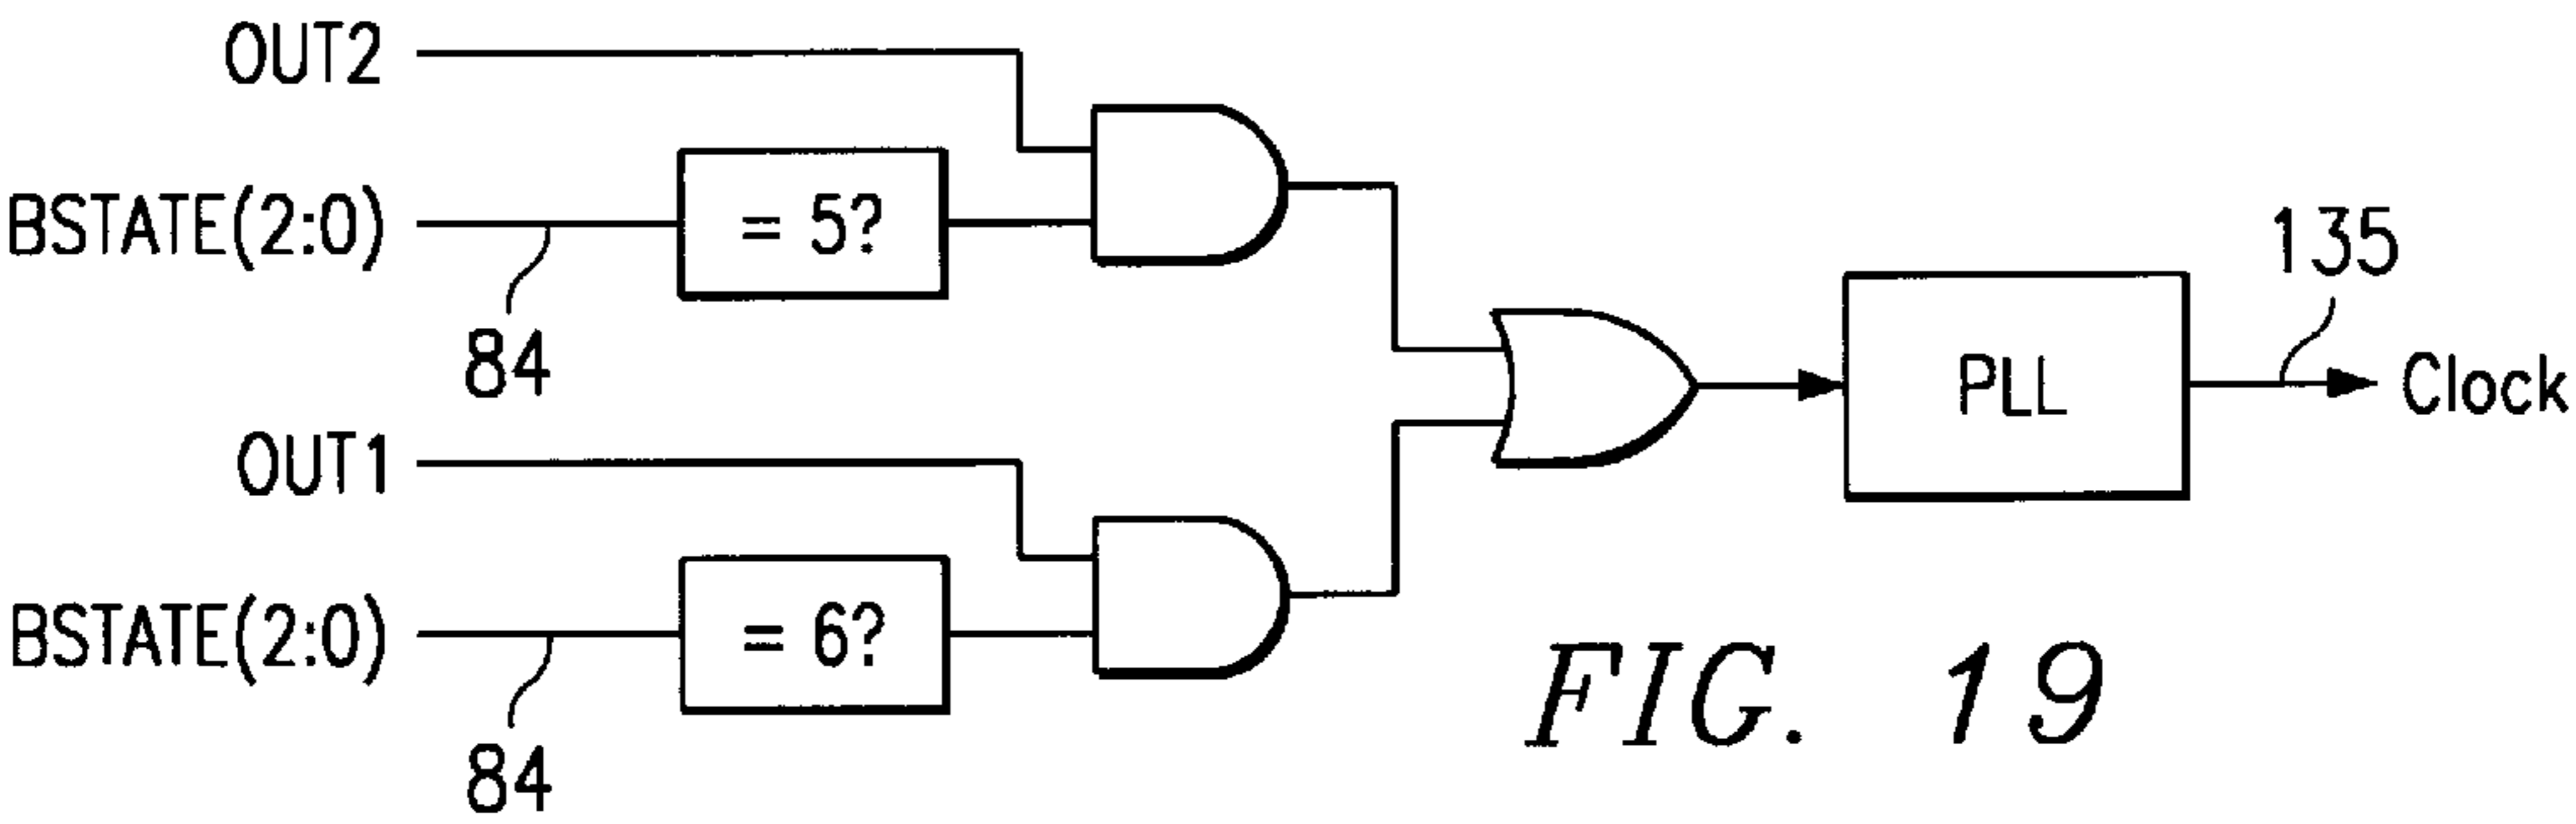 OUT2
BSTATE(2:0)
84
= 5?
OUT1
BSTATE(2:0)
84
= 6?
PLL
135
Clock
FIG. 19